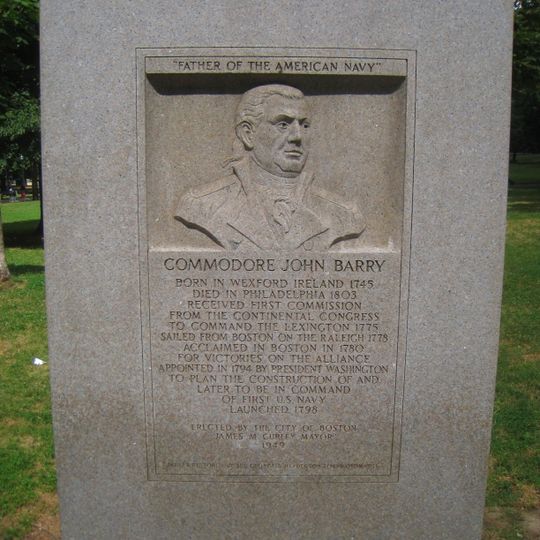 "FATHER OF THE AMERICAN NAVY"
COMMODORE JOHN BARRY
BORN IN WEXFORD IRELAND 1745
DIED IN PHILADELPHIA 1803
RECEIVED FIRST COMMISSION
FROM THE CONTINENTAL CONGRESS
TO COMMAND THE LEXINGTON 1775
SAILED FROM BOSTON ON THE RALEIGH 1778
ACCLAIMED IN BOSTON IN 1780
FOR VICTORIES ON THE ALLIANCE
APPOINTED IN 1794 BY PRESIDENT WASHINGTON
TO PLAN THE CONSTRUCTION OF AND
LATER TO BE IN COMMAND
OF FIRST U.S. NAVY
LAUNCHED 1798
ERECTED BY THE CITY OF BOSTON
JAMES M CURLEY MAYOR
1949